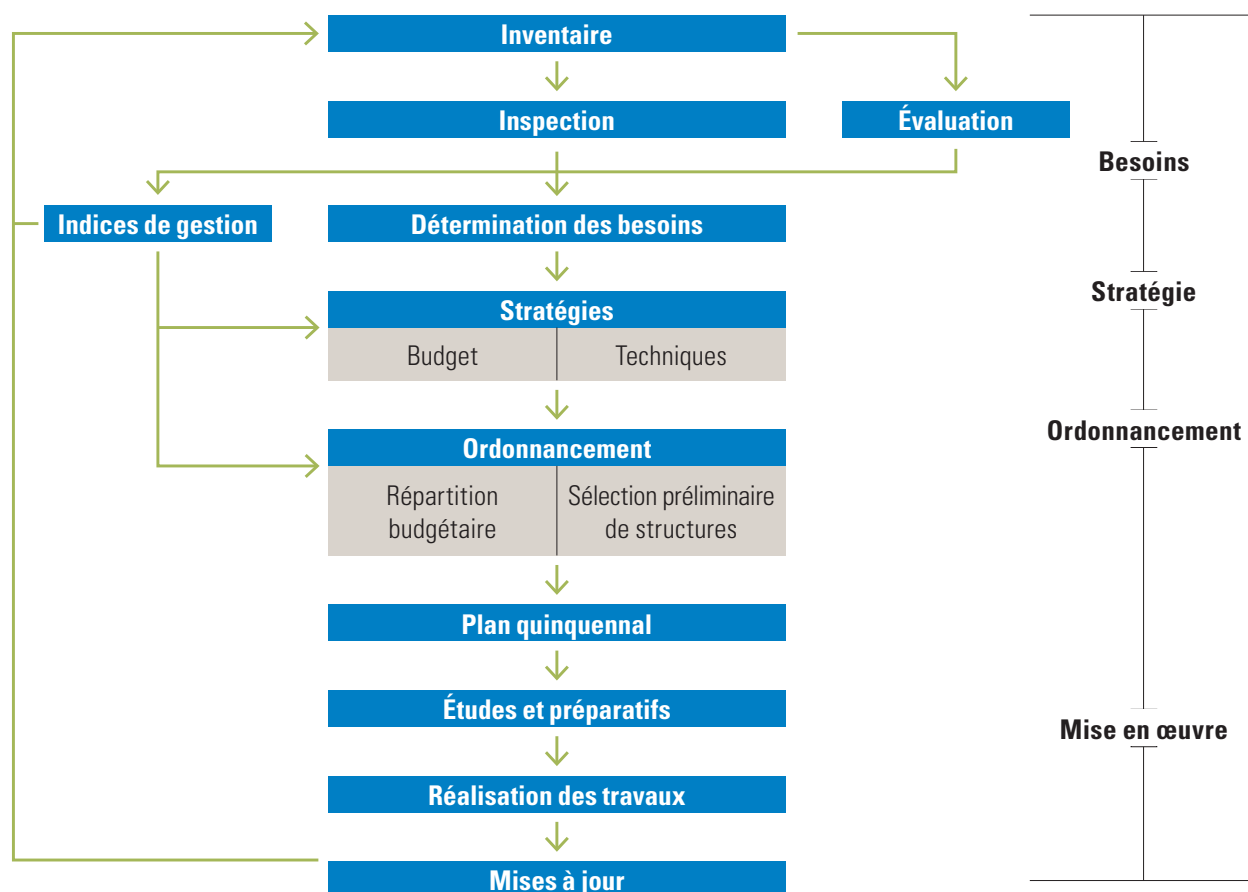 Inventaire
Inspection
Évaluation
Besoins
Indices de gestion
Détermination des besoins
Stratégie
Stratégies
Budget
Techniques
Ordonnancement
Ordonnancement
Répartition
budgétaire
Sélection préliminaire
de structures
Plan quinquennal
Études et préparatifs
Mise en œuvre
Réalisation des travaux
Mises à jour